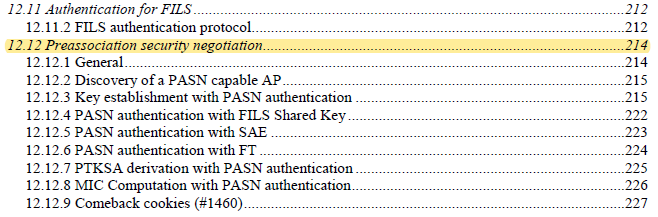 12.11 Authentication for FILS................................................................................................212
12.11.2 FILS authentication protocol...................................................................................212
12.12 Preassociation security negotiation................................................................................214
12.12.1 General....................................................................................................................214
12.12.2 Discovery of a PASN capable AP...........................................................................215
12.12.3 Key establishment with PASN authentication.........................................................215
12.12.4 PASN authentication with FILS Shared Key...........................................................222
12.12.5 PASN authentication with SAE...............................................................................223
12.12.6 PASN authentication with FT..................................................................................224
12.12.7 PTKSA derivation with PASN authentication.........................................................225
12.12.8 MIC Computation with PASN authentication..........................................................226
12.12.9 Comeback cookies (#1460)......................................................................................227